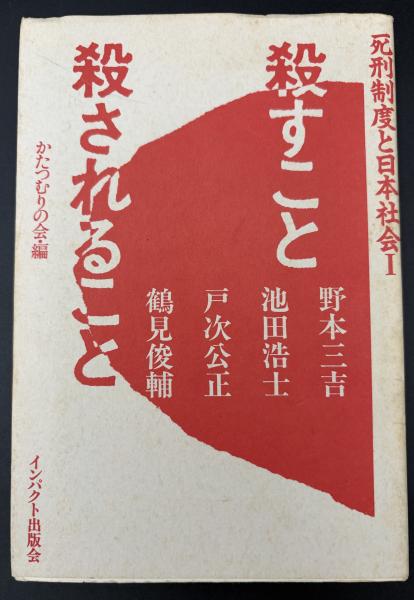 死刑制度と日本社会Ⅰ
殺すこと
殺されること
野本三吉
池田浩士
戸次公正
鶴見俊輔
かたつむりの会・編
インパクト出版会